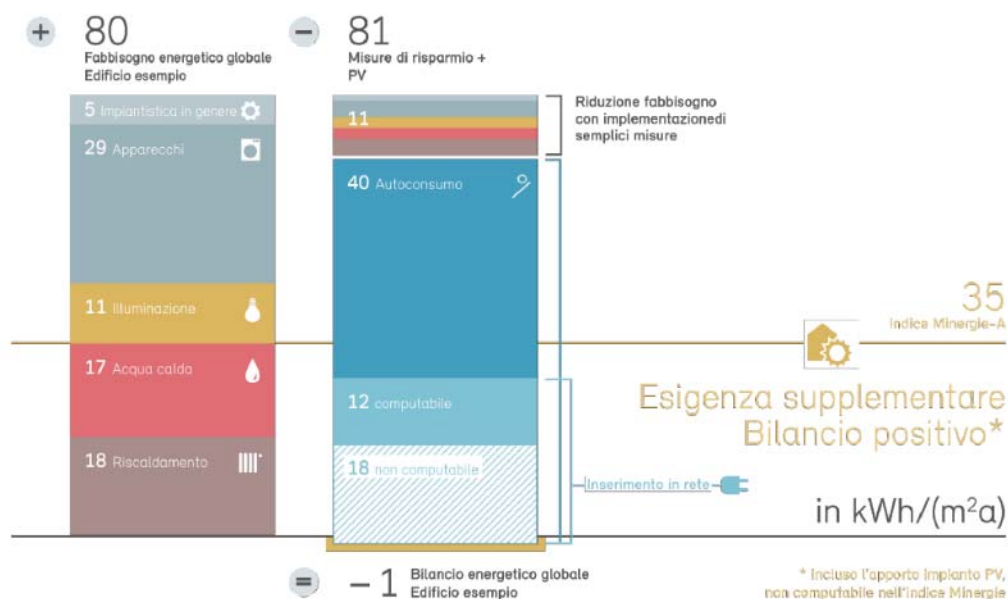 + 80
Fabbisogno energetico globale
Edificio esempio
5 Impiantistica in genere
29 Apparecchi
11 Illuminazione
17 Acqua calda
18 Riscaldamento
− 81
Misure di risparmio +
PV
11
40 Autoconsumo
12 computabile
18 non computabile
Riduzione fabbisogno
con implementazionedi
semplici misure
Inserimento in rete
35
Indice Minergie-A
Esigenza supplementare
Bilancio positivo*
in kWh/(m²a)
= − 1 Bilancio energetico globale
Edificio esempio
* Incluso l'apporto impianto PV,
non computabile nell'indice Minergie